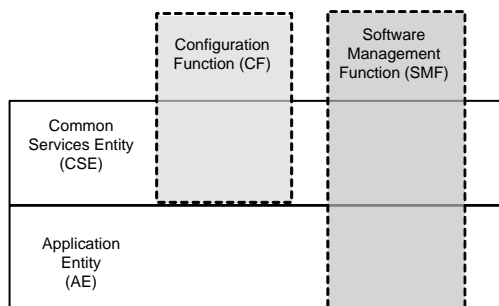 Configuration
Function (CF)
Software
Management
Function (SMF)
Common
Services Entity
(CSE)
Application
Entity
(AE)